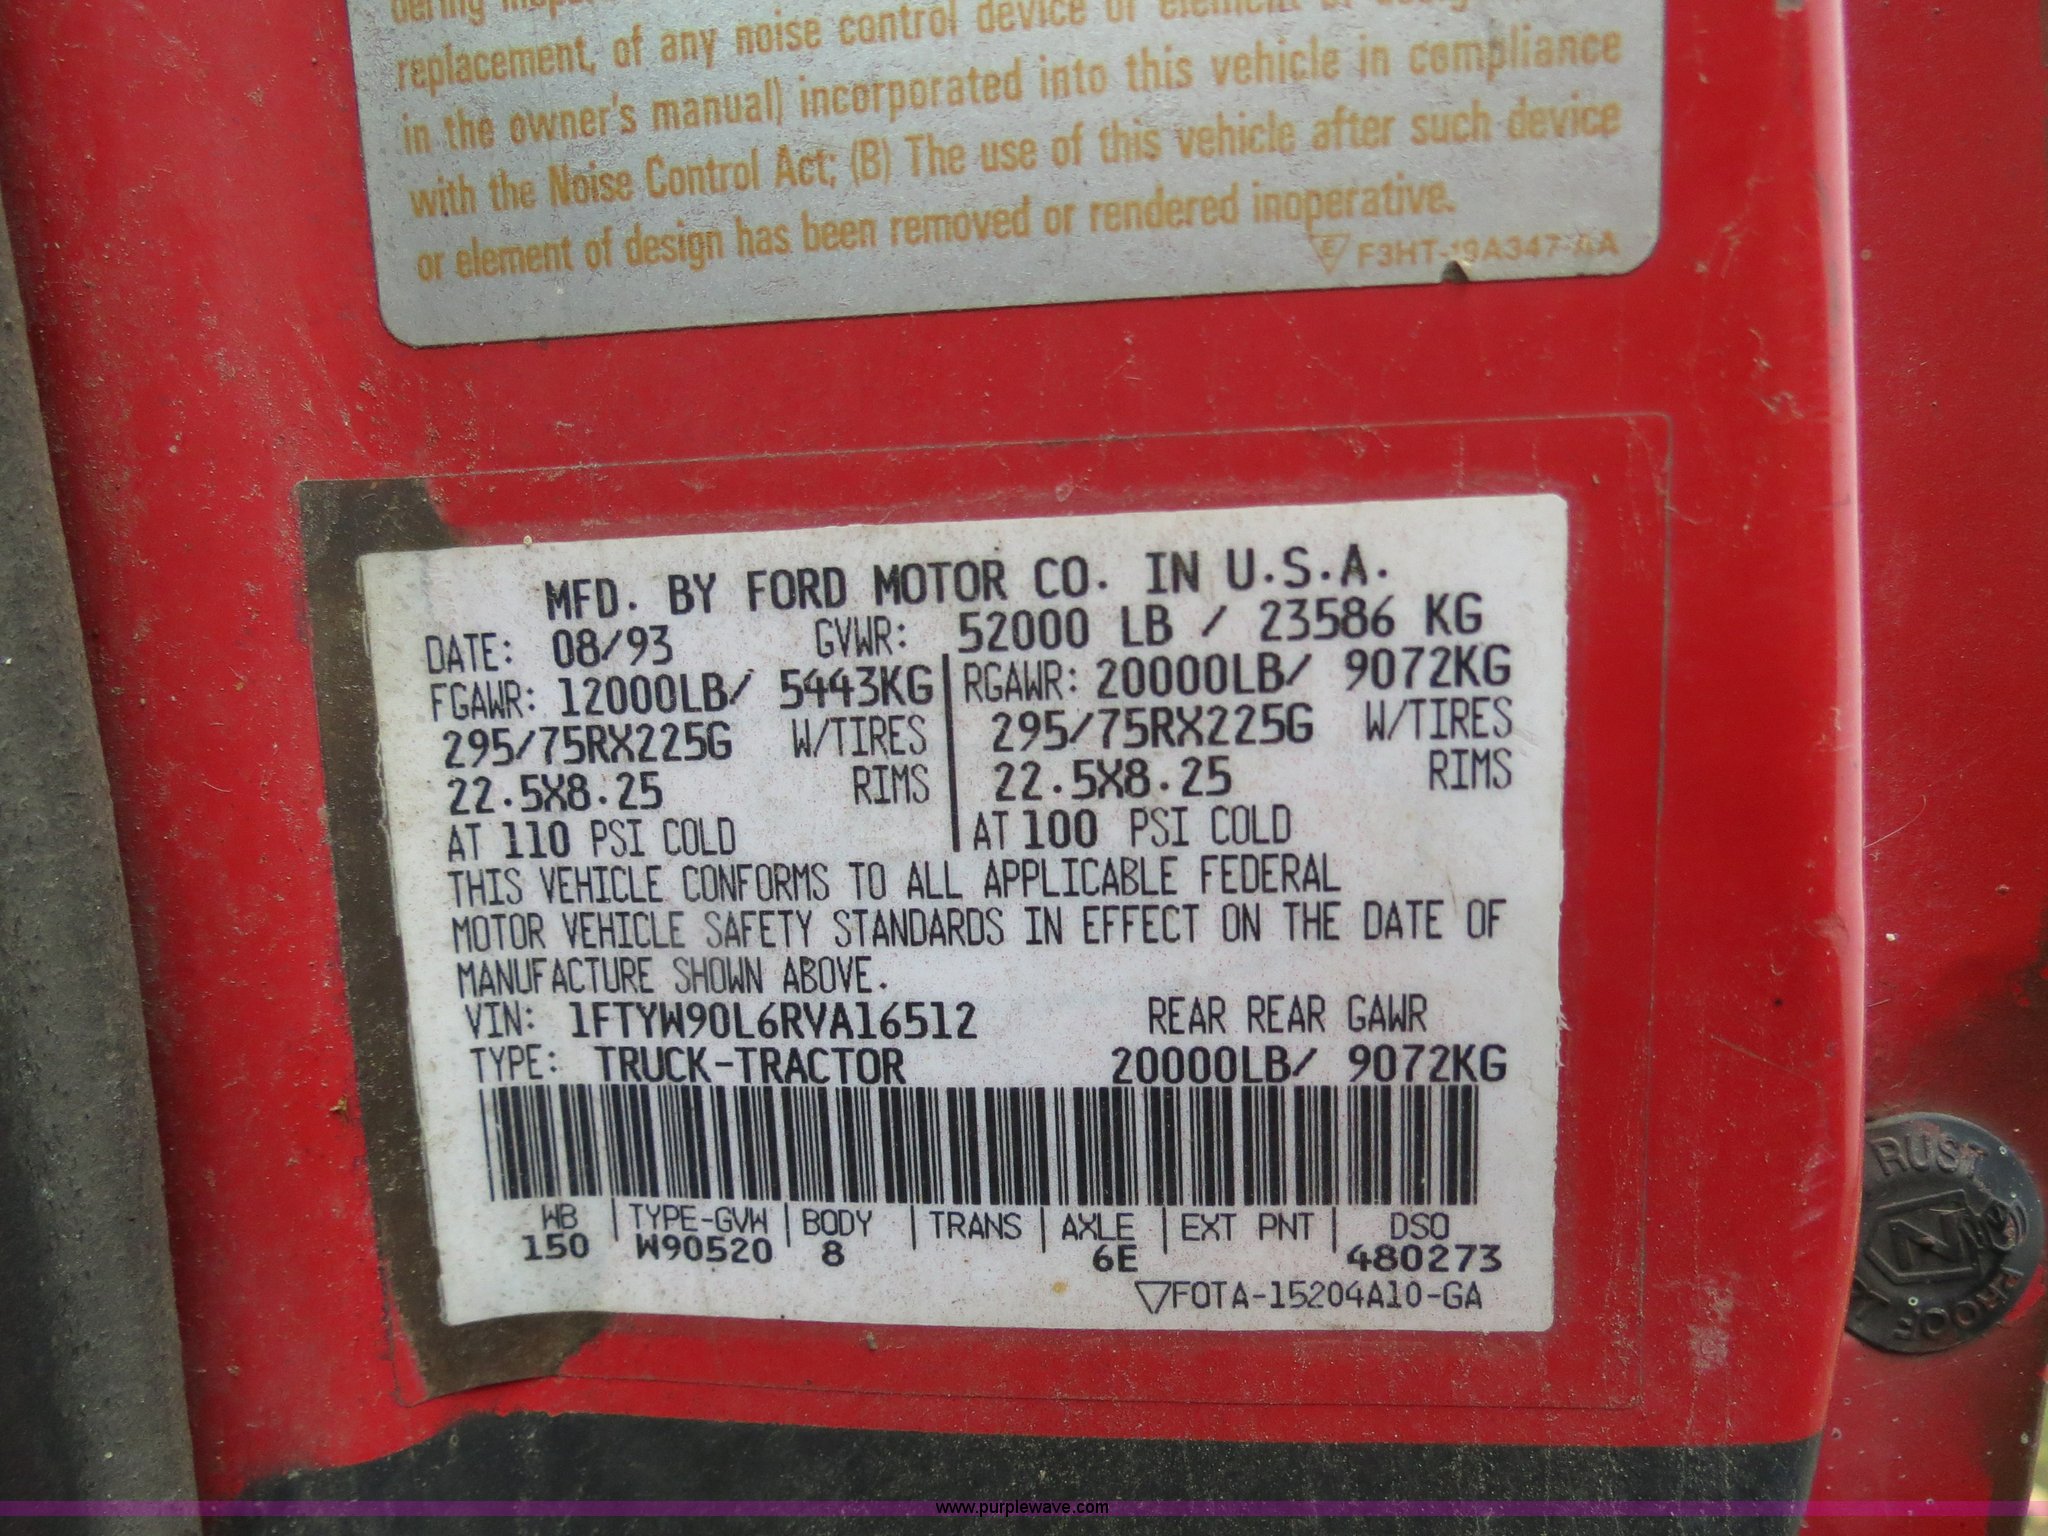 replacement, of any noise control device or element of design
in the owner's manual) incorporated into this vehicle in compliance
with the Noise Control Act; (B) The use of this vehicle after such device
or element of design has been removed or rendered inoperative.
E F3HT-19A347-AA
MFD. BY FORD MOTOR CO. IN U.S.A.
DATE: 08/93 GVWR: 52000 LB / 23586 KG
FGAWR: 12000LB/ 5443KG RGAWR: 20000LB/ 9072KG
295/75RX225G W/TIRES 295/75RX225G W/TIRES
22.5X8.25 RIMS 22.5X8.25 RIMS
AT 110 PSI COLD AT 100 PSI COLD
THIS VEHICLE CONFORMS TO ALL APPLICABLE FEDERAL
MOTOR VEHICLE SAFETY STANDARDS IN EFFECT ON THE DATE OF
MANUFACTURE SHOWN ABOVE.
VIN: 1FTYW90L6RVA16512 REAR REAR GAWR
TYPE: TRUCK-TRACTOR 20000LB/ 9072KG
WB | TYPE-GVW | BODY | TRANS | AXLE | EXT PNT | DSO
150 W90520 8 6E 480273
FOTA-15204A10-GA
RUST
PROOF
www.purplewave.com